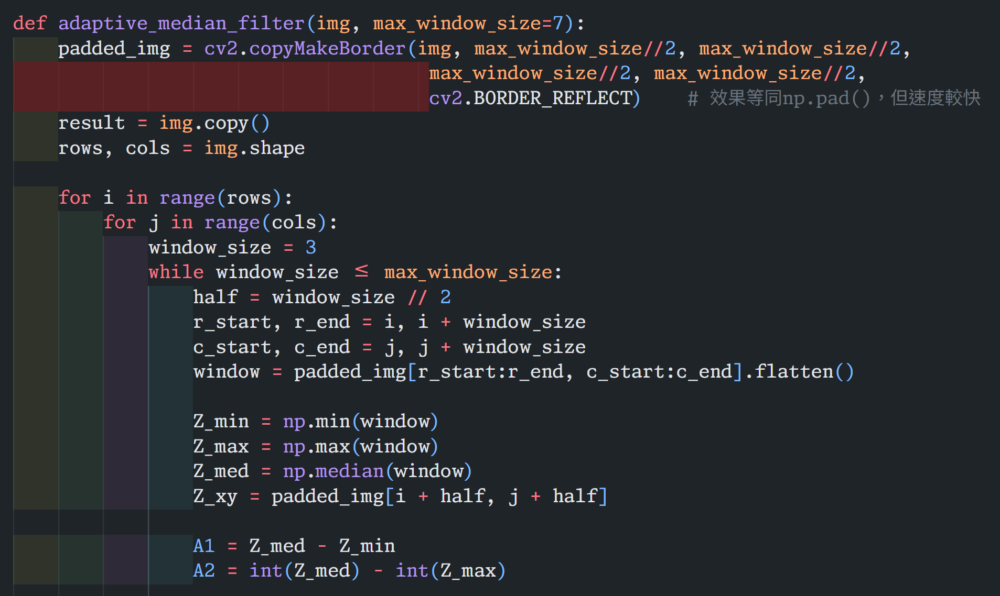 def adaptive_median_filter(img, max_window_size=7):
    padded_img = cv2.copyMakeBorder(img, max_window_size//2, max_window_size//2,
                                     max_window_size//2, max_window_size//2,
                                     cv2.BORDER_REFLECT)    # 效果等同np.pad()，但速度較快
    result = img.copy()
    rows, cols = img.shape

    for i in range(rows):
        for j in range(cols):
            window_size = 3
            while window_size ≤ max_window_size:
                half = window_size // 2
                r_start, r_end = i, i + window_size
                c_start, c_end = j, j + window_size
                window = padded_img[r_start:r_end, c_start:c_end].flatten()

                Z_min = np.min(window)
                Z_max = np.max(window)
                Z_med = np.median(window)
                Z_xy = padded_img[i + half, j + half]

                A1 = Z_med - Z_min
                A2 = int(Z_med) - int(Z_max)